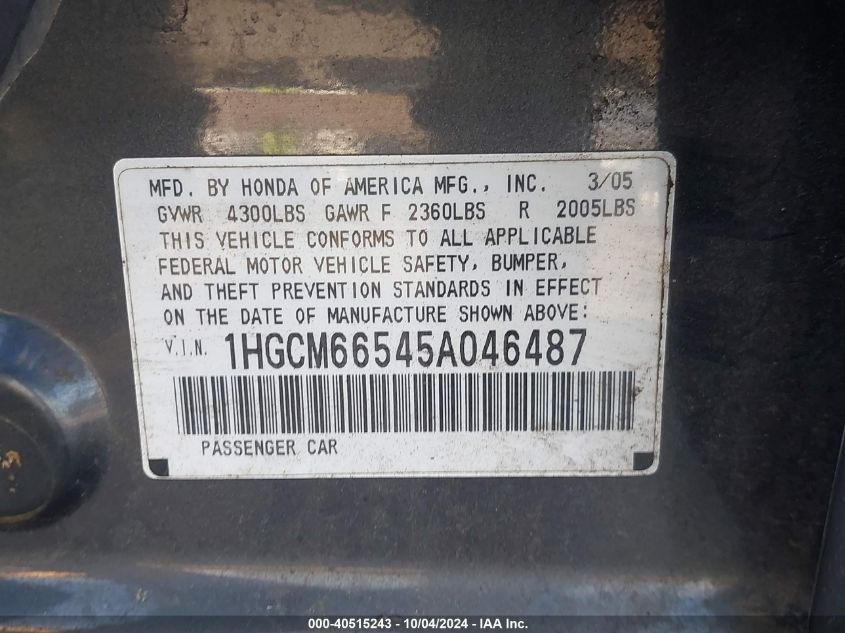 MFD. BY HONDA OF AMERICA MFG., INC. 3/05
GVWR 4300LBS GAWR F 2360LBS R 2005LBS
THIS VEHICLE CONFORMS TO ALL APPLICABLE
FEDERAL MOTOR VEHICLE SAFETY, BUMPER,
AND THEFT PREVENTION STANDARDS IN EFFECT
ON THE DATE OF MANUFACTURE SHOWN ABOVE:
V.I.N. 1HGCM66545A046487
PASSENGER CAR
000-40515243 - 10/04/2024 - IAA Inc.